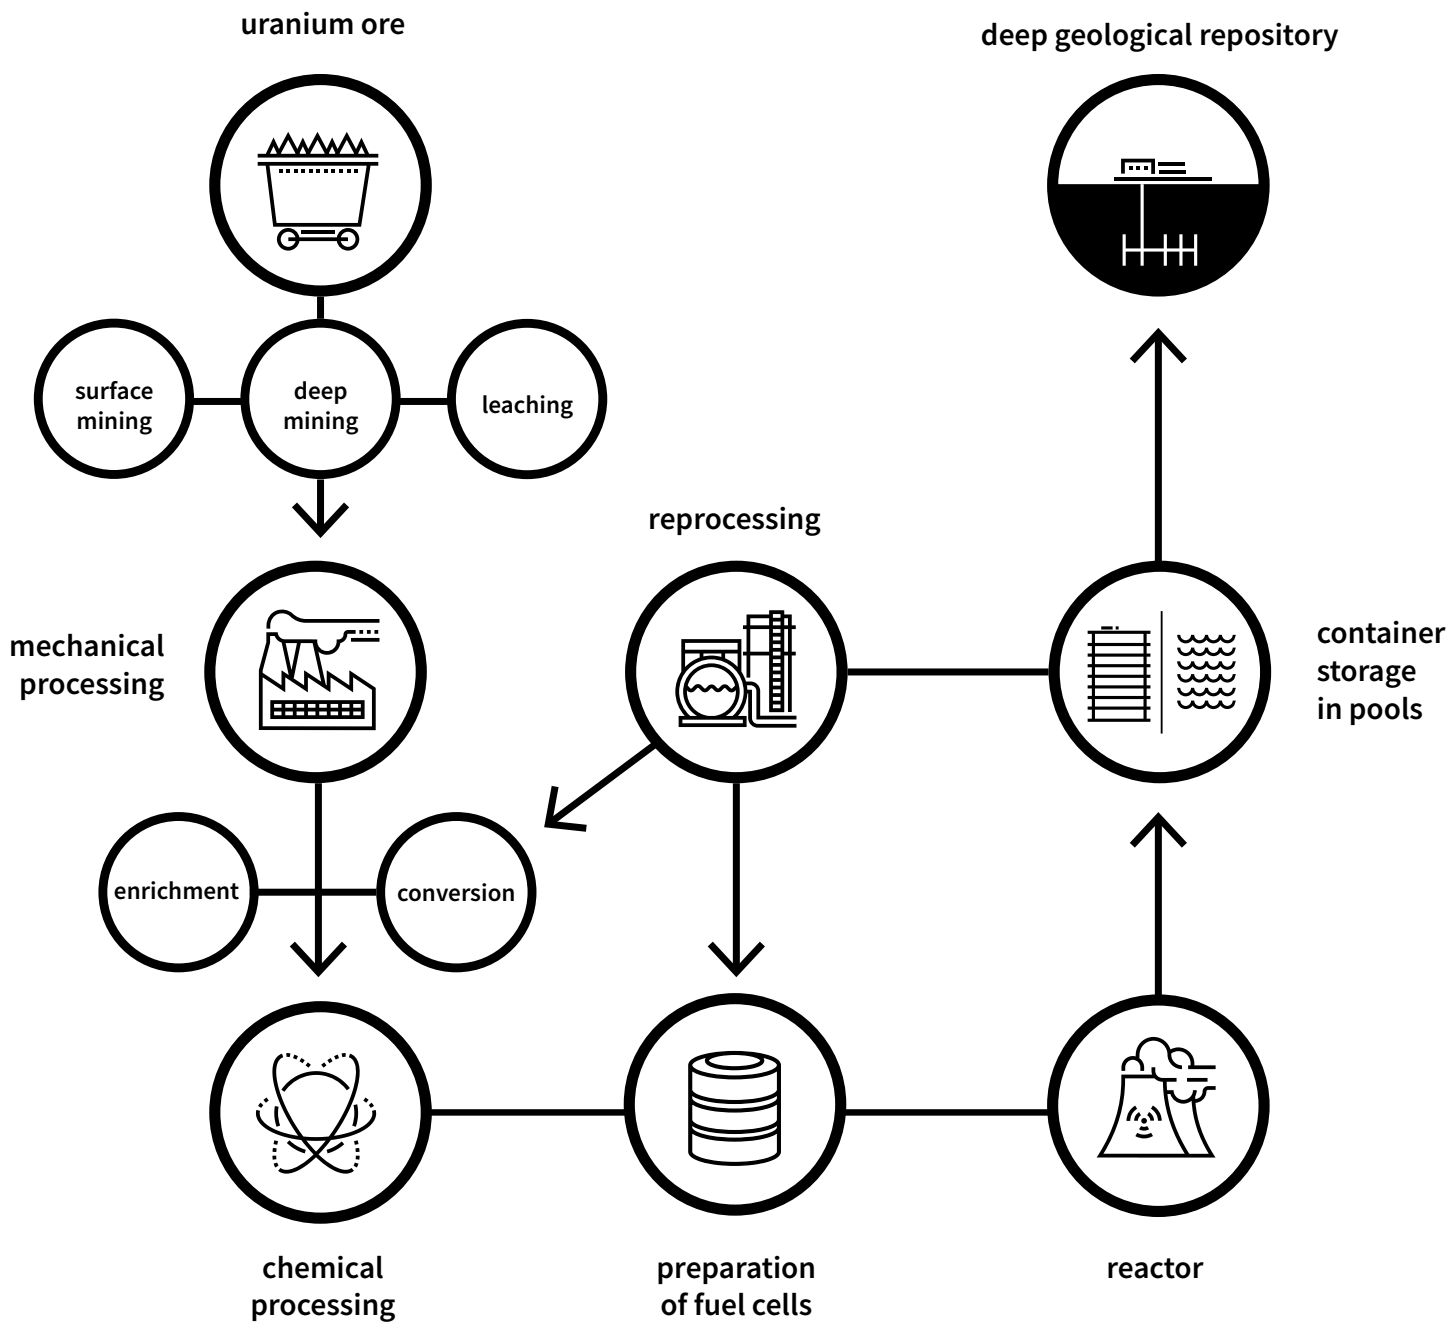 uranium ore
deep geological repository
surface
mining
deep
mining
leaching
reprocessing
mechanical
processing
container
storage
in pools
enrichment
conversion
chemical
processing
preparation
of fuel cells
reactor